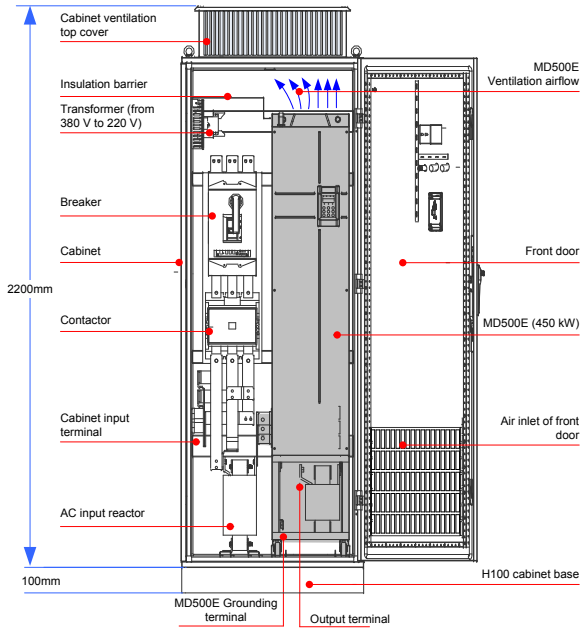 Cabinet ventilation
top cover
Insulation barrier
Transformer (from
380 V to 220 V)
Breaker
Cabinet
2200mm
Contactor
Cabinet input
terminal
AC input reactor
100mm
MD500E Grounding
terminal
Output terminal
MD500E
Ventilation airflow
Front door
MD500E (450 kW)
Air inlet of front
door
H100 cabinet base